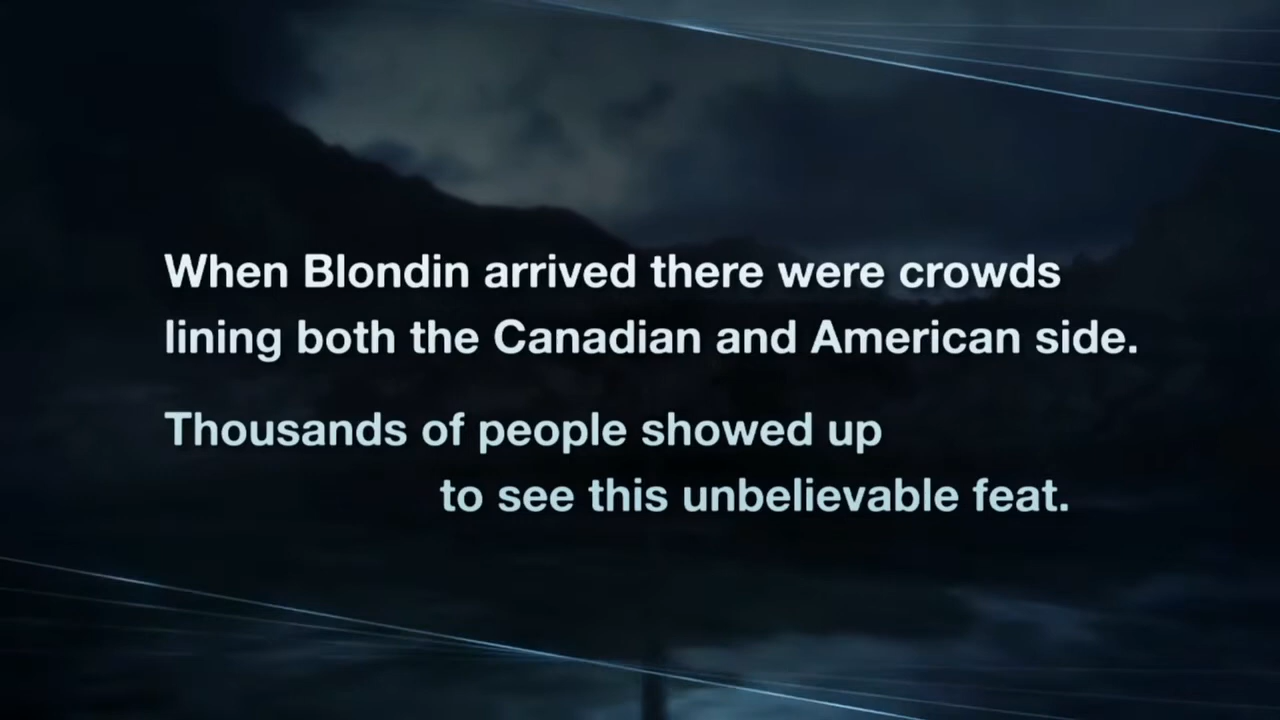 When Blondin arrived there were crowds
lining both the Canadian and American side.
Thousands of people showed up
to see this unbelievable feat.